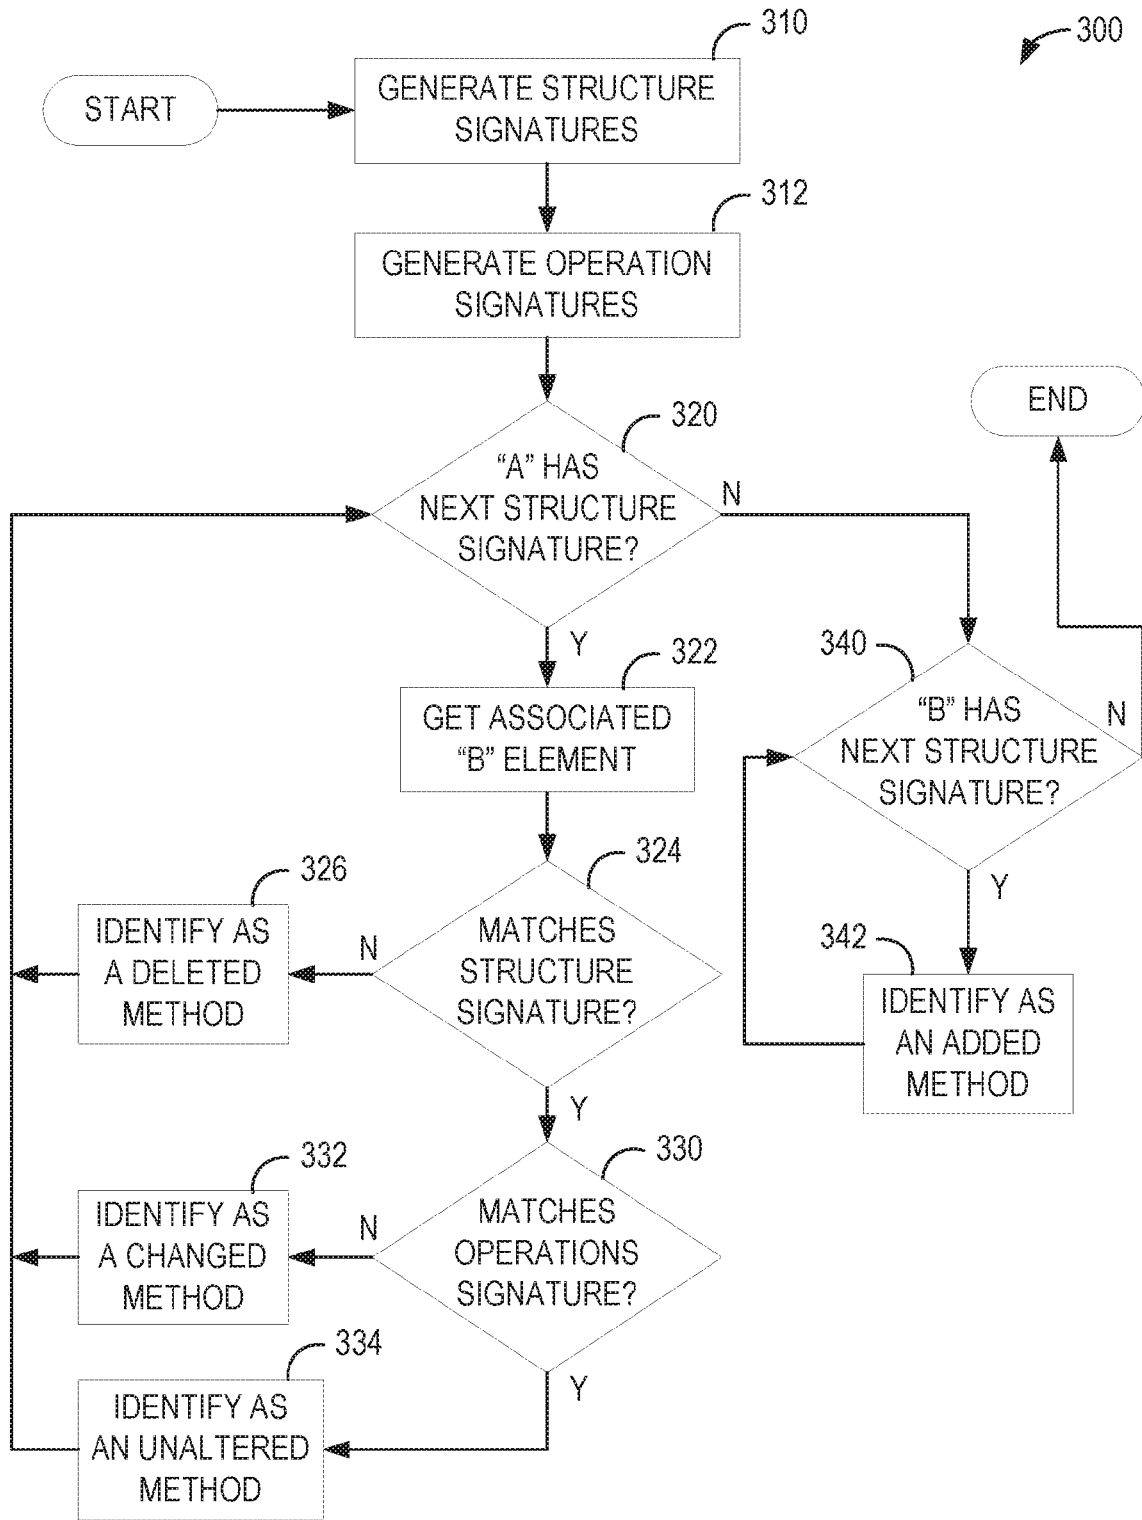 300
START
310
GENERATE STRUCTURE
SIGNATURES
312
GENERATE OPERATION
SIGNATURES
320
“A” HAS
NEXT STRUCTURE
SIGNATURE?
N
Y
END
322
GET ASSOCIATED
“B” ELEMENT
340
“B” HAS
NEXT STRUCTURE
SIGNATURE?
N
Y
324
MATCHES
STRUCTURE
SIGNATURE?
N
Y
326
IDENTIFY AS
A DELETED
METHOD
342
IDENTIFY AS
AN ADDED
METHOD
330
MATCHES
OPERATIONS
SIGNATURE?
N
Y
332
IDENTIFY AS
A CHANGED
METHOD
334
IDENTIFY AS
AN UNALTERED
METHOD